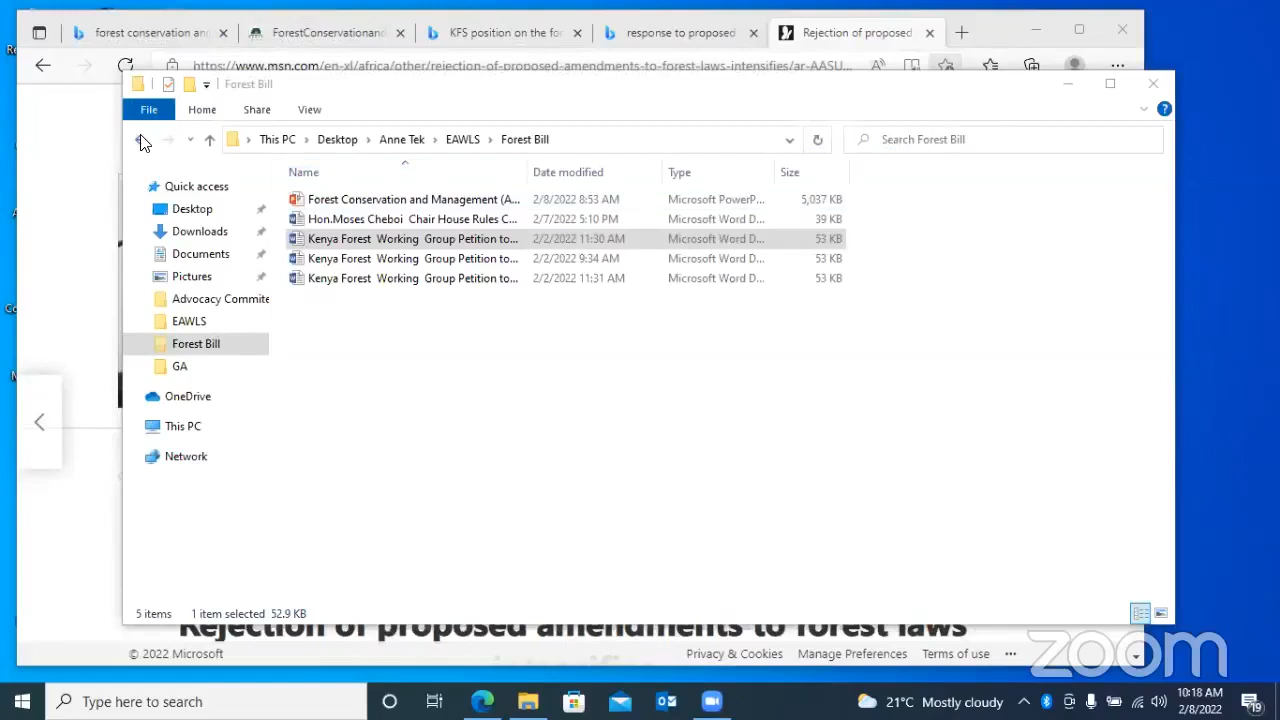 forest conservation an
ForestConservationand
KFS position on the for
response to proposed
Rejection of proposed
https://www.msn.com/en-xl/africa/other/rejection-of-proposed-amendments-to-forest-laws-intensifies/ar-AASU...
Forest Bill
File Home Share View
This PC > Desktop > Anne Tek > EAWLS > Forest Bill
Search Forest Bill
Name Date modified Type Size
Forest Conservation and Management (A... 2/8/2022 8:53 AM Microsoft PowerP... 5,037 KB
Hon.Moses Cheboi Chair House Rules C... 2/7/2022 5:10 PM Microsoft Word D... 39 KB
Kenya Forest Working Group Petition to... 2/2/2022 11:30 AM Microsoft Word D... 53 KB
Kenya Forest Working Group Petition to... 2/2/2022 9:34 AM Microsoft Word D... 53 KB
Kenya Forest Working Group Petition to... 2/2/2022 11:31 AM Microsoft Word D... 53 KB
Quick access
Desktop
Downloads
Documents
Pictures
Advocacy Commite
EAWLS
Forest Bill
GA
OneDrive
This PC
Network
5 items 1 item selected 52.9 KB
Rejection of proposed amendments to forest laws
© 2022 Microsoft Privacy & Cookies Manage Preferences Terms of use ...
zoom
Type here to search
21°C Mostly cloudy
10:18 AM
2/8/2022
19